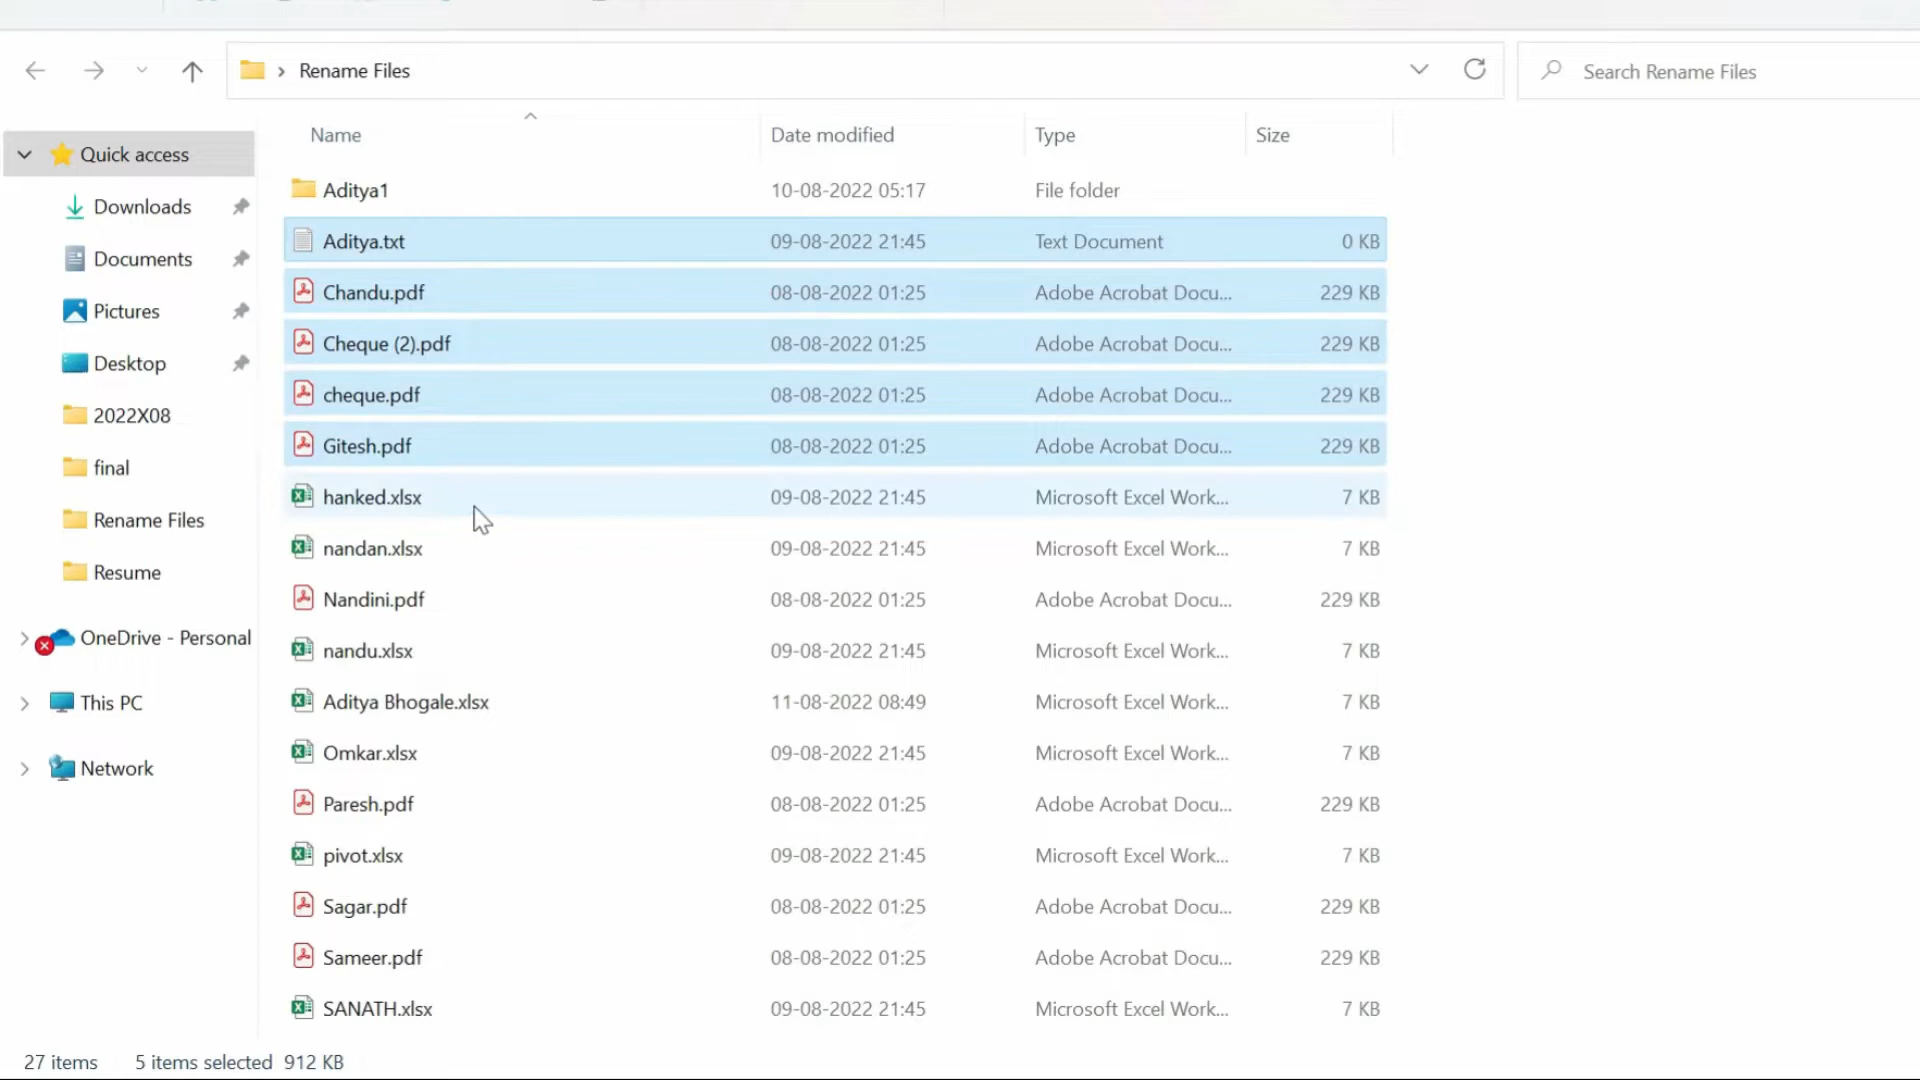 Rename Files
Search Rename Files
Name Date modified Type Size
Quick access
Downloads
Documents
Pictures
Desktop
2022X08
final
Rename Files
Resume
OneDrive - Personal
This PC
Network
Aditya1 10-08-2022 05:17 File folder
Aditya.txt 09-08-2022 21:45 Text Document 0 KB
Chandu.pdf 08-08-2022 01:25 Adobe Acrobat Docu... 229 KB
Cheque (2).pdf 08-08-2022 01:25 Adobe Acrobat Docu... 229 KB
cheque.pdf 08-08-2022 01:25 Adobe Acrobat Docu... 229 KB
Gitesh.pdf 08-08-2022 01:25 Adobe Acrobat Docu... 229 KB
hanked.xlsx 09-08-2022 21:45 Microsoft Excel Work... 7 KB
nandan.xlsx 09-08-2022 21:45 Microsoft Excel Work... 7 KB
Nandini.pdf 08-08-2022 01:25 Adobe Acrobat Docu... 229 KB
nandu.xlsx 09-08-2022 21:45 Microsoft Excel Work... 7 KB
Aditya Bhogale.xlsx 11-08-2022 08:49 Microsoft Excel Work... 7 KB
Omkar.xlsx 09-08-2022 21:45 Microsoft Excel Work... 7 KB
Paresh.pdf 08-08-2022 01:25 Adobe Acrobat Docu... 229 KB
pivot.xlsx 09-08-2022 21:45 Microsoft Excel Work... 7 KB
Sagar.pdf 08-08-2022 01:25 Adobe Acrobat Docu... 229 KB
Sameer.pdf 08-08-2022 01:25 Adobe Acrobat Docu... 229 KB
SANATH.xlsx 09-08-2022 21:45 Microsoft Excel Work... 7 KB
27 items 5 items selected 912 KB